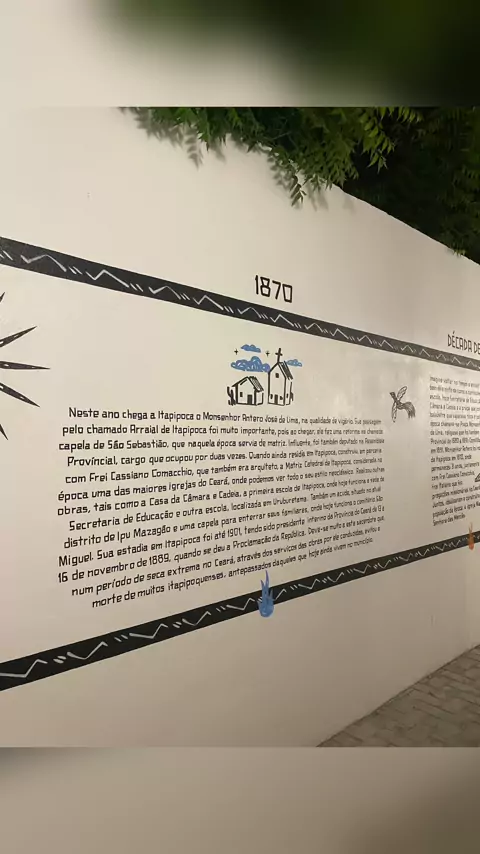 1870
Neste ano chega a Itapipoca o Monsenhor Antero José de Lima, na qualidade de vigário. Sua passagem
pelo chamado Arraial de Itapipoca foi muito importante, pois ao chegar, ele fez uma reforma na chamada
capela de São Sebastião, que naquela época servia de matriz. Influente, foi também deputado na Assembleia
Províncial, cargo que ocupou por duas vezes. Quando ainda residia em Itapipoca, construiu, em parceria
com Frei Cassiano Comacchio, que também era arquiteto, a Matriz Catedral de Itapipoca, considerada na
época uma das maiores igrejas do Ceará, onde podemos ver todo o seu estilo neoclássico. Realizou outras
obras, tais como a Casa da Câmara e Cadeia, a primeira escola de Itapipoca, onde hoje funciona a sede da
Secretaria de Educação e outra escola, localizada em Uruburetama. Também um açude, situado no atual
distrito de Ipu Mazagão e uma capela para enterrar seus familiares, onde hoje funciona o cemitério São
Miguel. Sua estadia em Itapipoca foi até 1901, tendo sido presidente interino da Província do Ceará de 13 a
16 de novembro de 1889, quando se deu a Proclamação da República. Deve-se muito a este sacerdote que
num período de seca extrema no Ceará, através dos serviços das obras por ele conduzidas, evitou a
morte de muitos itapipoquenses, antepassados daqueles que hoje ainda vivem no município.
DÉCADA DE